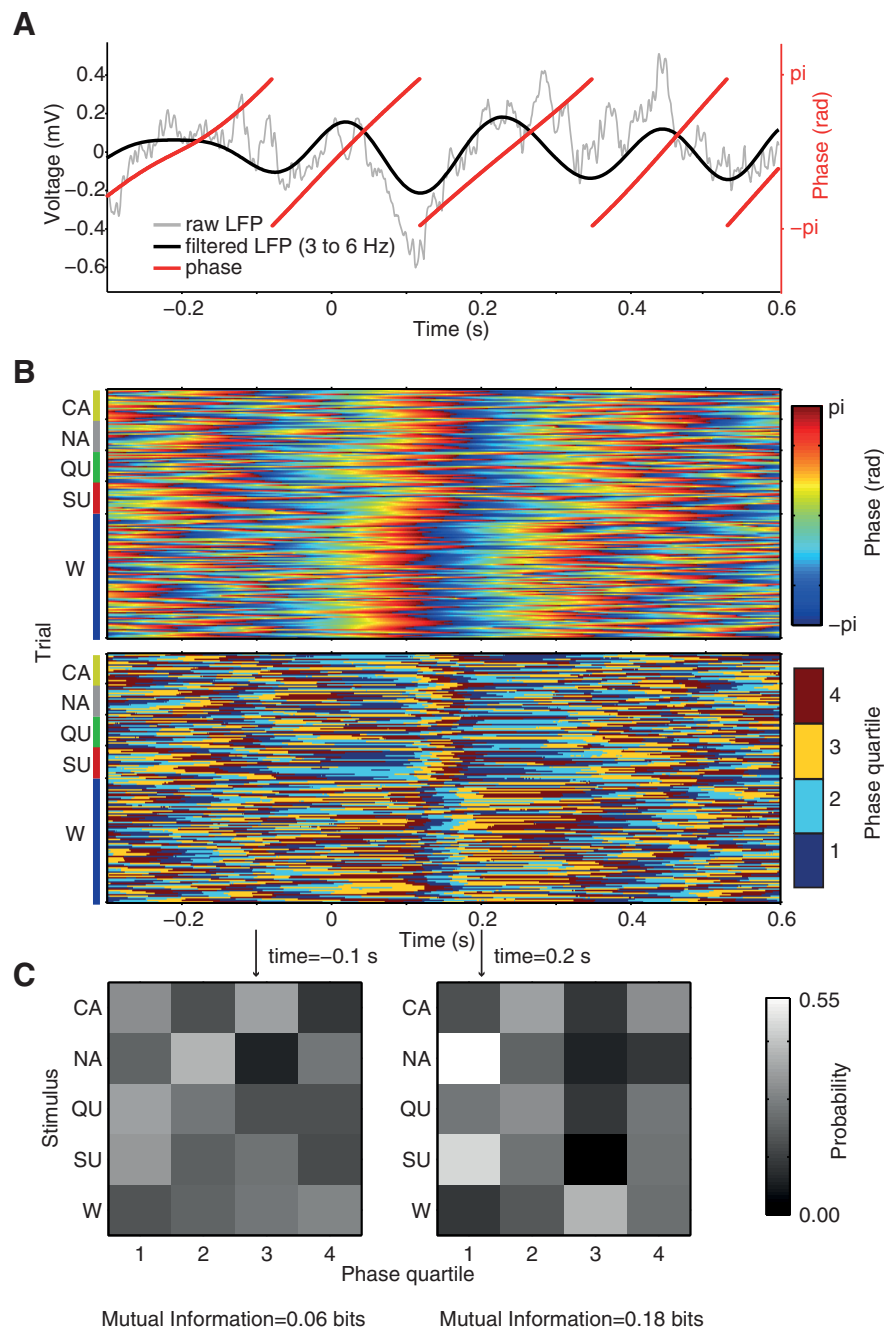 A
Voltage (mV)
0.4
0.2
0
−0.2
−0.4
−0.6
raw LFP
filtered LFP (3 to 6 Hz)
phase
pi
−pi
Phase (rad)
−0.2
0
0.2
0.4
0.6
Time (s)
B
CA
NA
QU
SU
W
pi
−pi
Phase (rad)
Trial
CA
NA
QU
SU
W
4
3
2
1
Phase quartile
−0.2
0
0.2
0.4
0.6
Time (s)
time=−0.1 s
time=0.2 s
C
Stimulus
CA
NA
QU
SU
W
1
2
3
4
CA
NA
QU
SU
W
1
2
3
4
Phase quartile
0.55
0.00
Probability
Mutual Information=0.06 bits
Mutual Information=0.18 bits